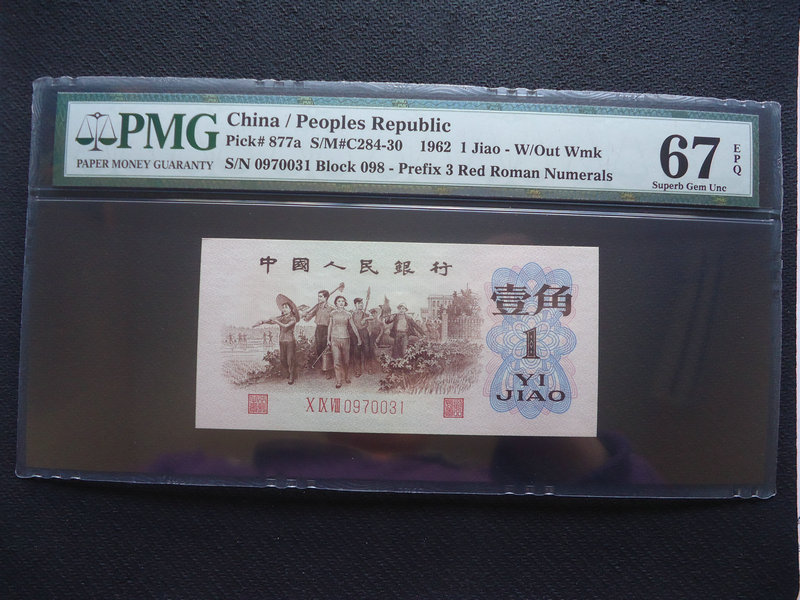 PMG
PAPER MONEY GUARANTY
China / Peoples Republic
Pick# 877a S/M#C284-30 1962 1 Jiao - W/Out Wmk
S/N 0970031 Block 098 - Prefix 3 Red Roman Numerals
67
EPQ
Superb Gem Unc
中國人民銀行
壹角
1
YI
JIAO
X IX VIII 0970031